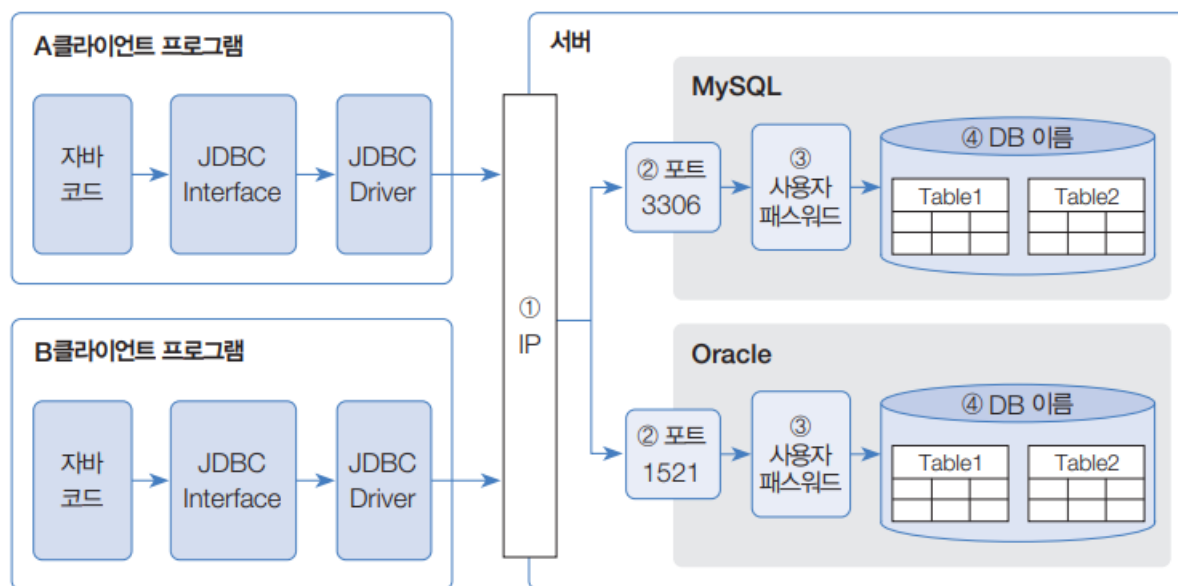 A클라이언트 프로그램
자바
코드
JDBC
Interface
JDBC
Driver
B클라이언트 프로그램
자바
코드
JDBC
Interface
JDBC
Driver
서버
①
IP
MySQL
② 포트
3306
③
사용자
패스워드
④ DB 이름
Table1
Table2
Oracle
② 포트
1521
③
사용자
패스워드
④ DB 이름
Table1
Table2